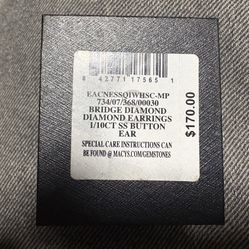 8 42771 17565 1
EACNESSQIWHSC-MP
734/07/368/00030
BRIDGE DIAMOND
DIAMOND EARRINGS
1/10CT SS BUTTON
EAR
SPECIAL CARE INSTRUCTIONS CAN
BE FOUND @ MACYS.COM/GEMSTONES
$170.00